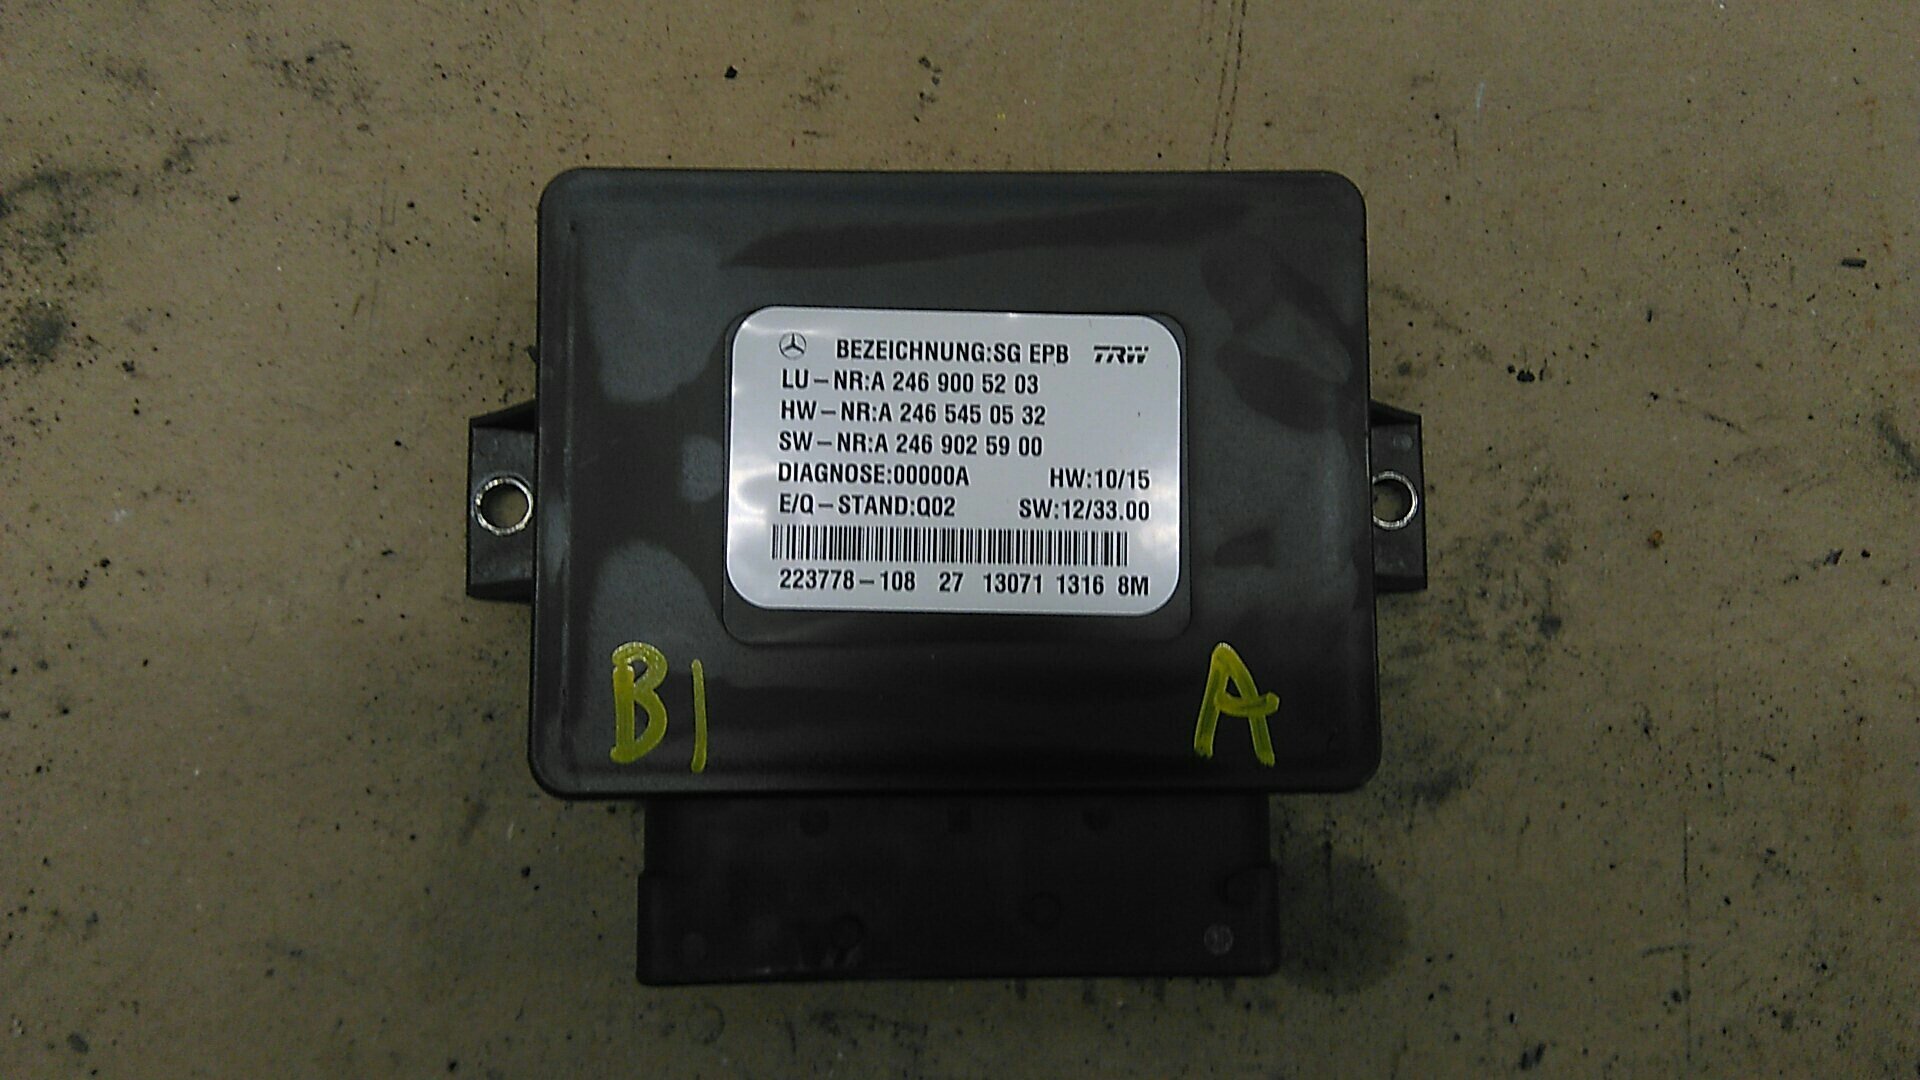 BEZEICHNUNG:SG EPB TRW
LU-NR:A 246 900 52 03
HW-NR:A 246 545 05 32
SW-NR:A 246 902 59 00
DIAGNOSE:00000A HW:10/15
E/Q-STAND:Q02 SW:12/33.00
223778-108 27 13071 1316 8M
B1 A